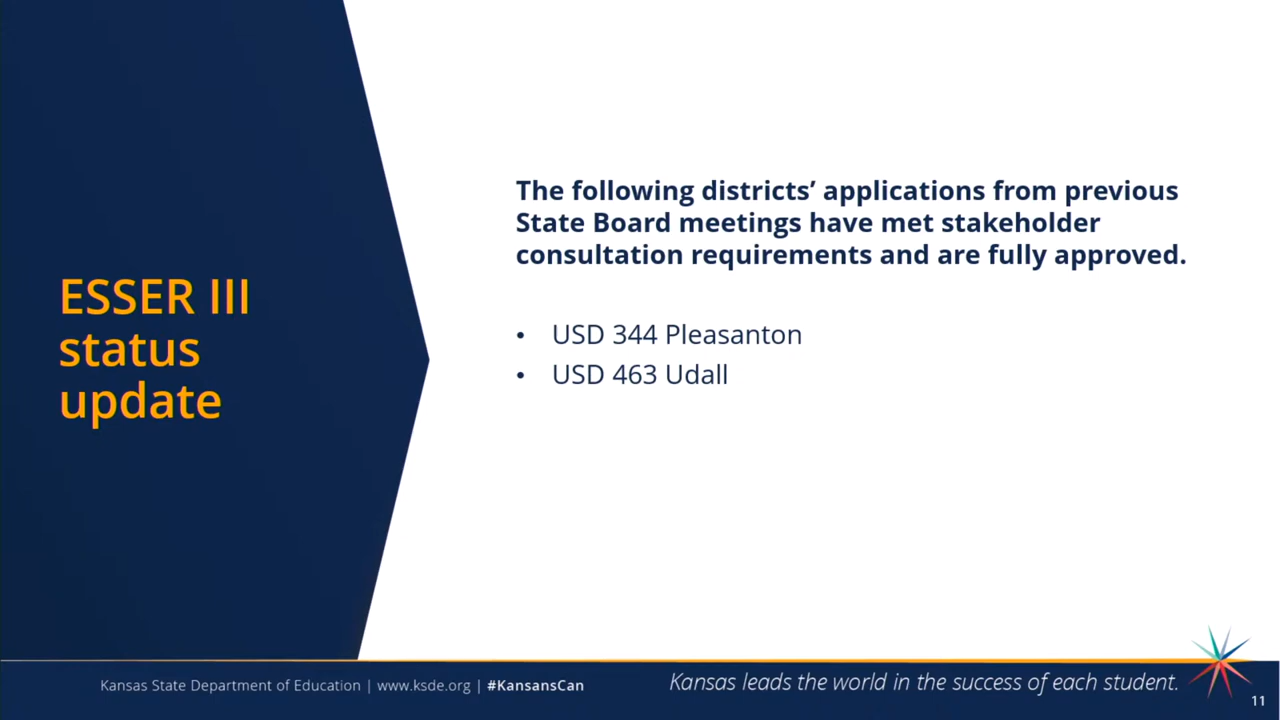 ESSER III
status
update
The following districts’ applications from previous
State Board meetings have met stakeholder
consultation requirements and are fully approved.
• USD 344 Pleasanton
• USD 463 Udall
Kansas State Department of Education | www.ksde.org | #KansansCan
Kansas leads the world in the success of each student.
11